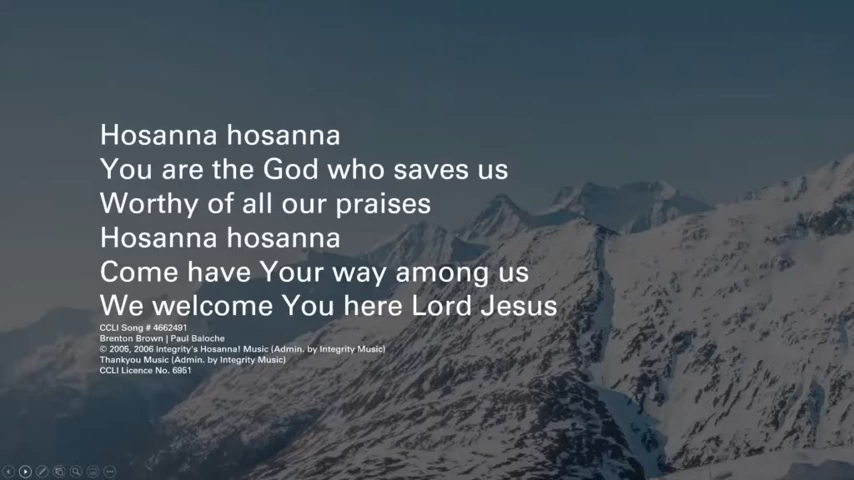 Hosanna hosanna
You are the God who saves us
Worthy of all our praises
Hosanna hosanna
Come have Your way among us
We welcome You here Lord Jesus
CCLI Song # 4662491
Brenton Brown | Paul Baloche
© 2005, 2006 Integrity's Hosanna! Music (Admin. by Integrity Music)
Thankyou Music (Admin. by Integrity Music)
CCLI Licence No. 6951